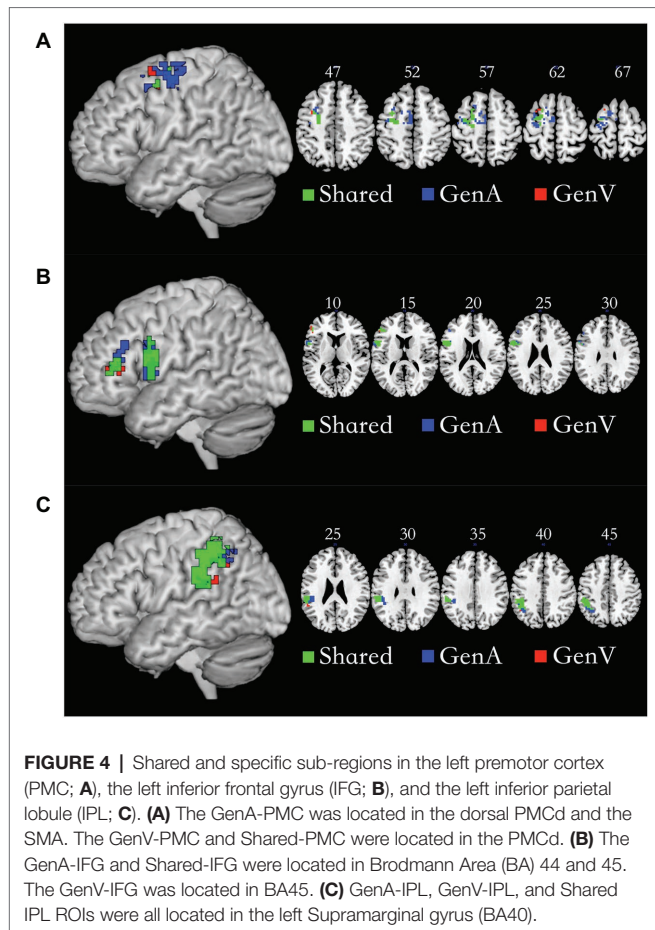 A
47 52 57 62 67
Shared GenA GenV
B
10 15 20 25 30
Shared GenA GenV
C
25 30 35 40 45
Shared GenA GenV
FIGURE 4 | Shared and specific sub-regions in the left premotor cortex
(PMC; A), the left inferior frontal gyrus (IFG; B), and the left inferior parietal
lobule (IPL; C). (A) The GenA-PMC was located in the dorsal PMCd and the
SMA. The GenV-PMC and Shared-PMC were located in the PMCd. (B) The
GenA-IFG and Shared-IFG were located in Brodmann Area (BA) 44 and 45.
The GenV-IFG was located in BA45. (C) GenA-IPL, GenV-IPL, and Shared
IPL ROIs were all located in the left Supramarginal gyrus (BA40).